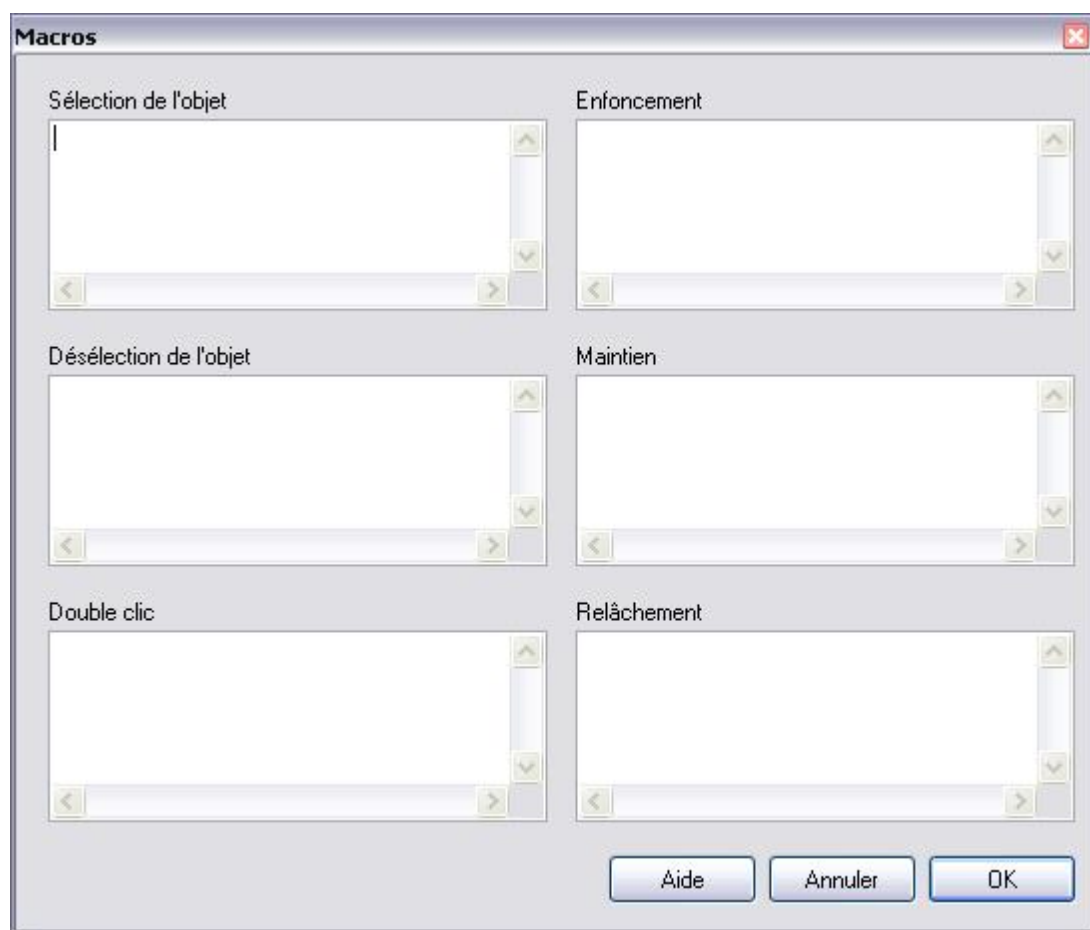 Macros
Sélection de l'objet
Enfoncement
Désélection de l'objet
Maintien
Double clic
Relâchement
Aide
Annuler
OK